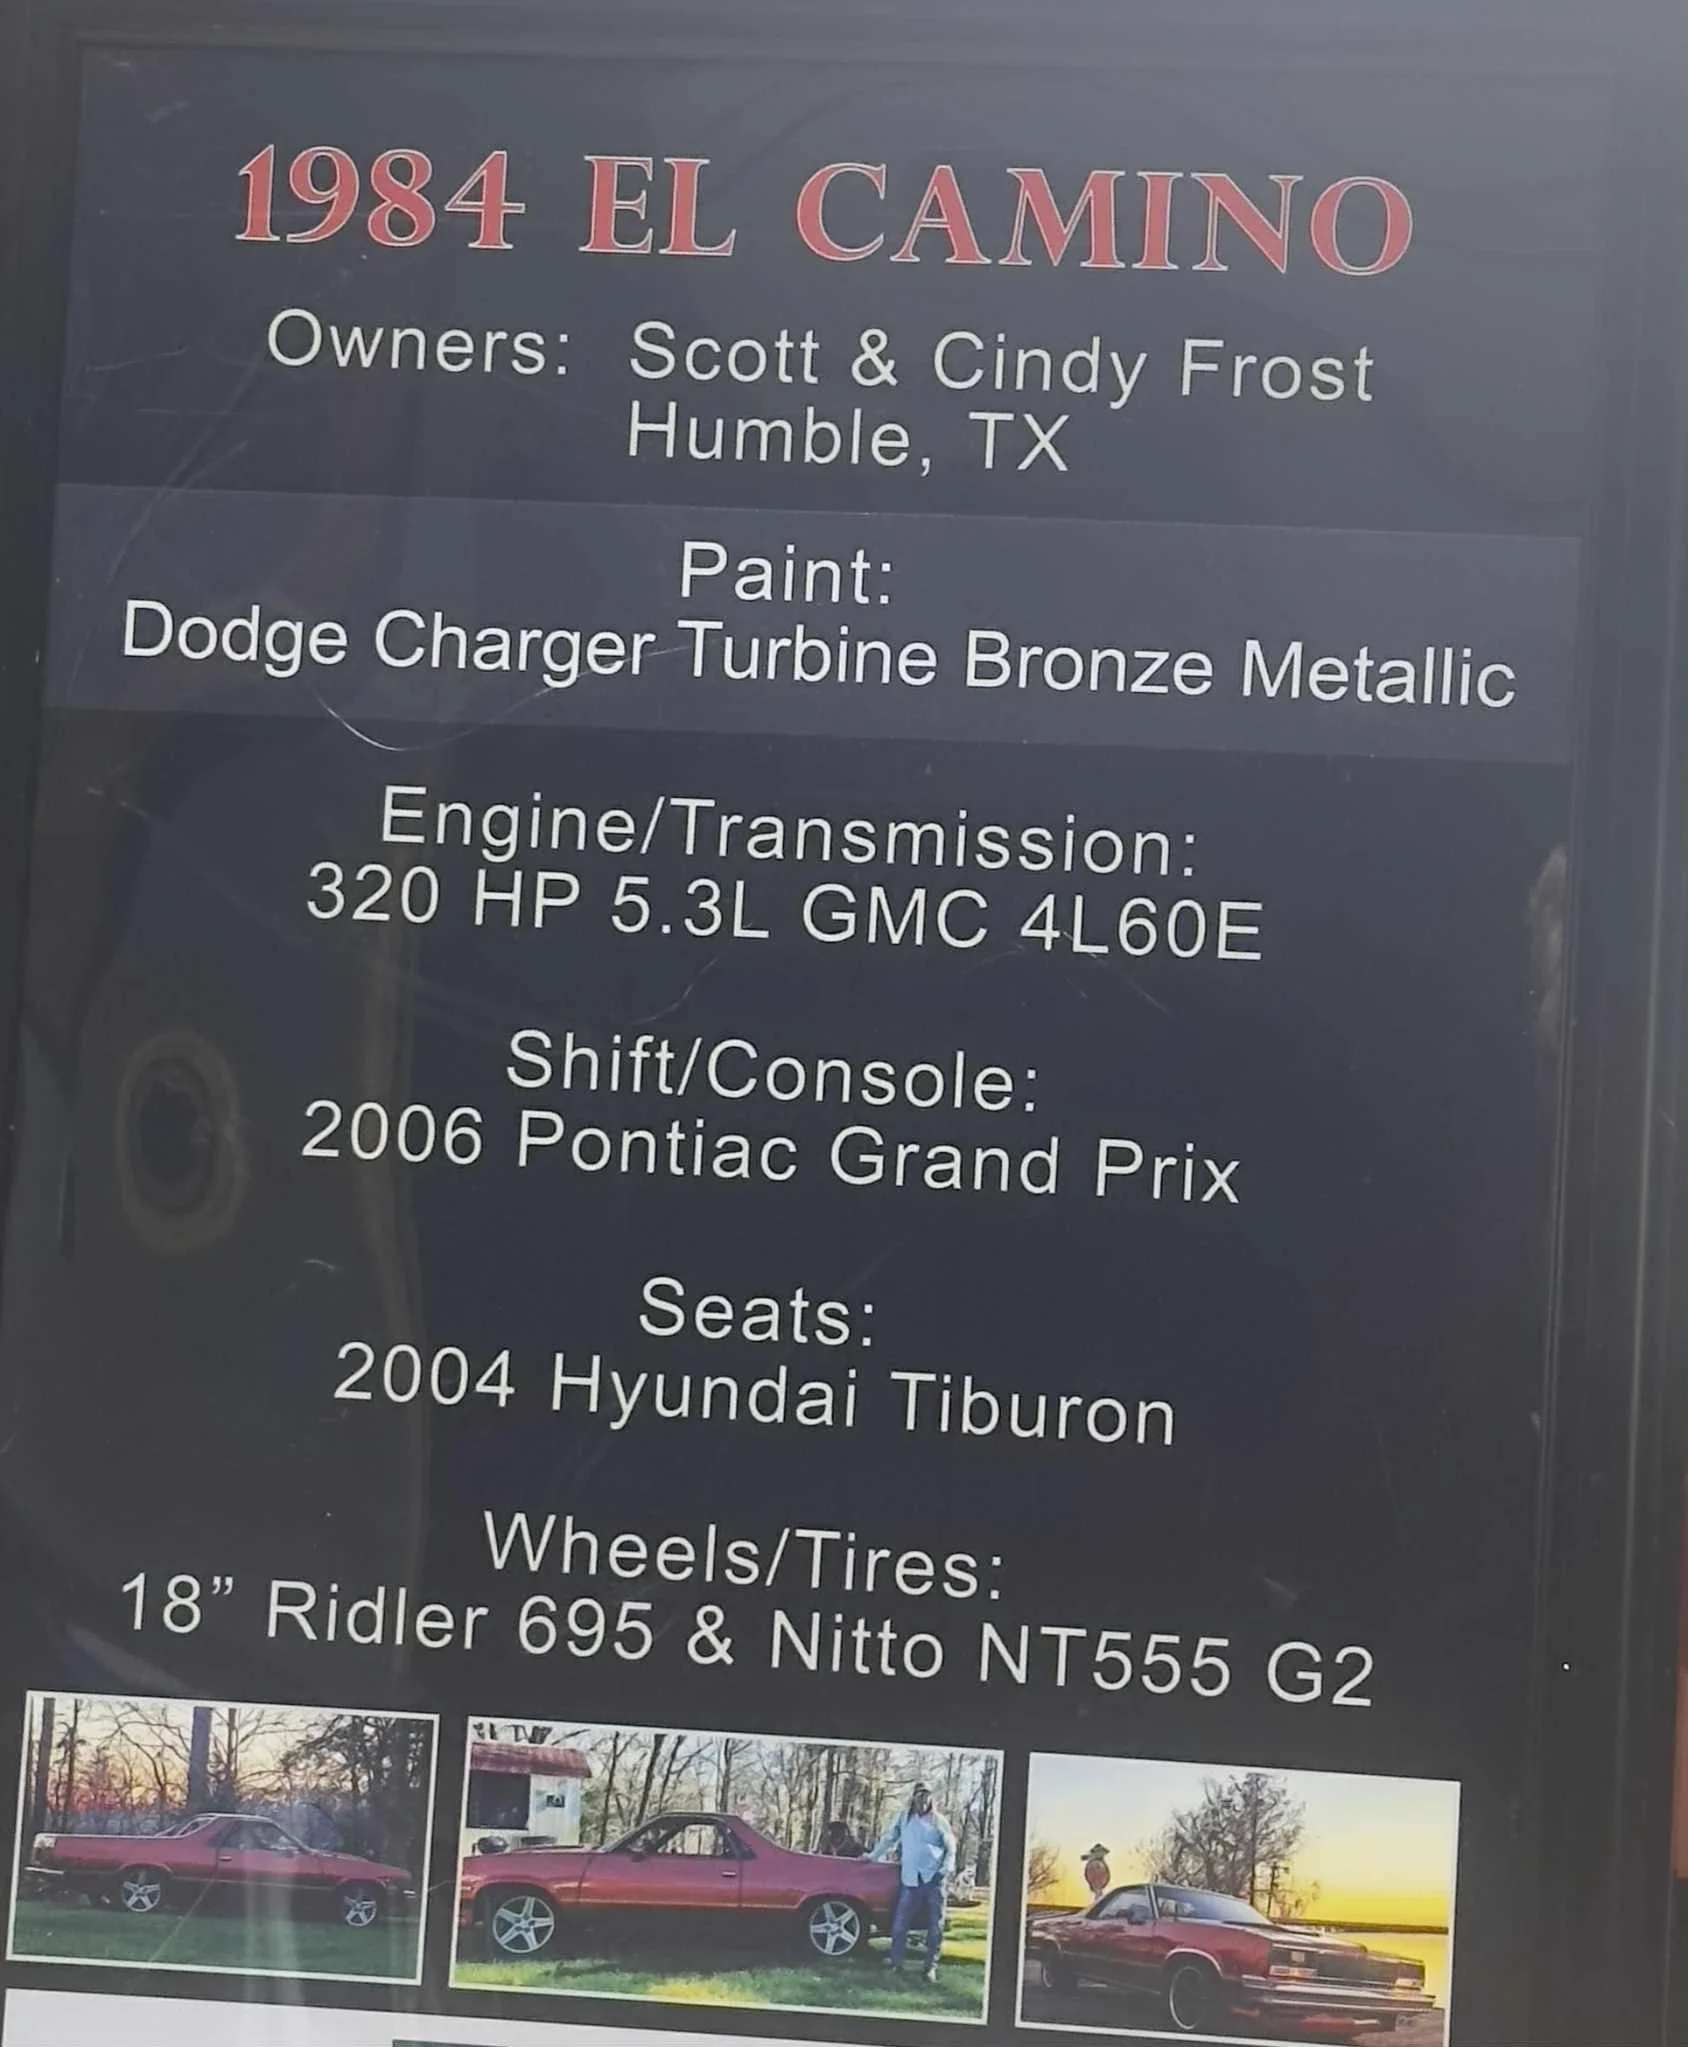 1984 EL CAMINO
Owners: Scott & Cindy Frost
Humble, TX
Paint:
Dodge Charger Turbine Bronze Metallic
Engine/Transmission:
320 HP 5.3L GMC 4L60E
Shift/Console:
2006 Pontiac Grand Prix
Seats:
2004 Hyundai Tiburon
Wheels/Tires:
18” Ridler 695 & Nitto NT555 G2